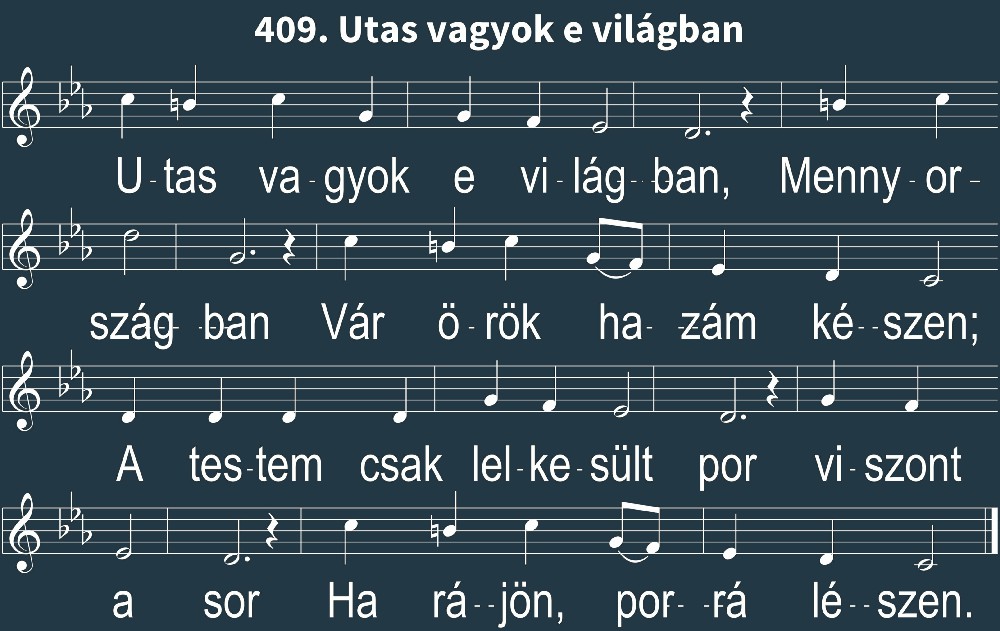 409. Utas vagyok e világban
U - tas va - gyok e vi - lág - ban, Menny - or -
szág - ban Vár ö - rök ha - zám ké - szen;
A tes - tem csak lel - ke - sült por vi - szont
a sor Ha rá - jön, por - rá lé - szen.